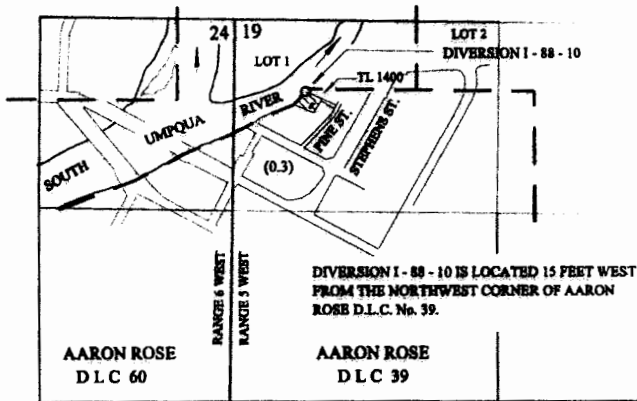 24 19
LOT 1
LOT 2
DIVERSION I - 88 - 10
TL 1400
SOUTH UMPQUA RIVER
PINE ST.
STEPHENS ST.
(0.3)
RANGE 6 WEST
RANGE 5 WEST
DIVERSION I - 88 - 10 IS LOCATED 15 FEET WEST
FROM THE NORTHWEST CORNER OF AARON
ROSE D.L.C. No. 39.
AARON ROSE
D L C 60
AARON ROSE
D L C 39